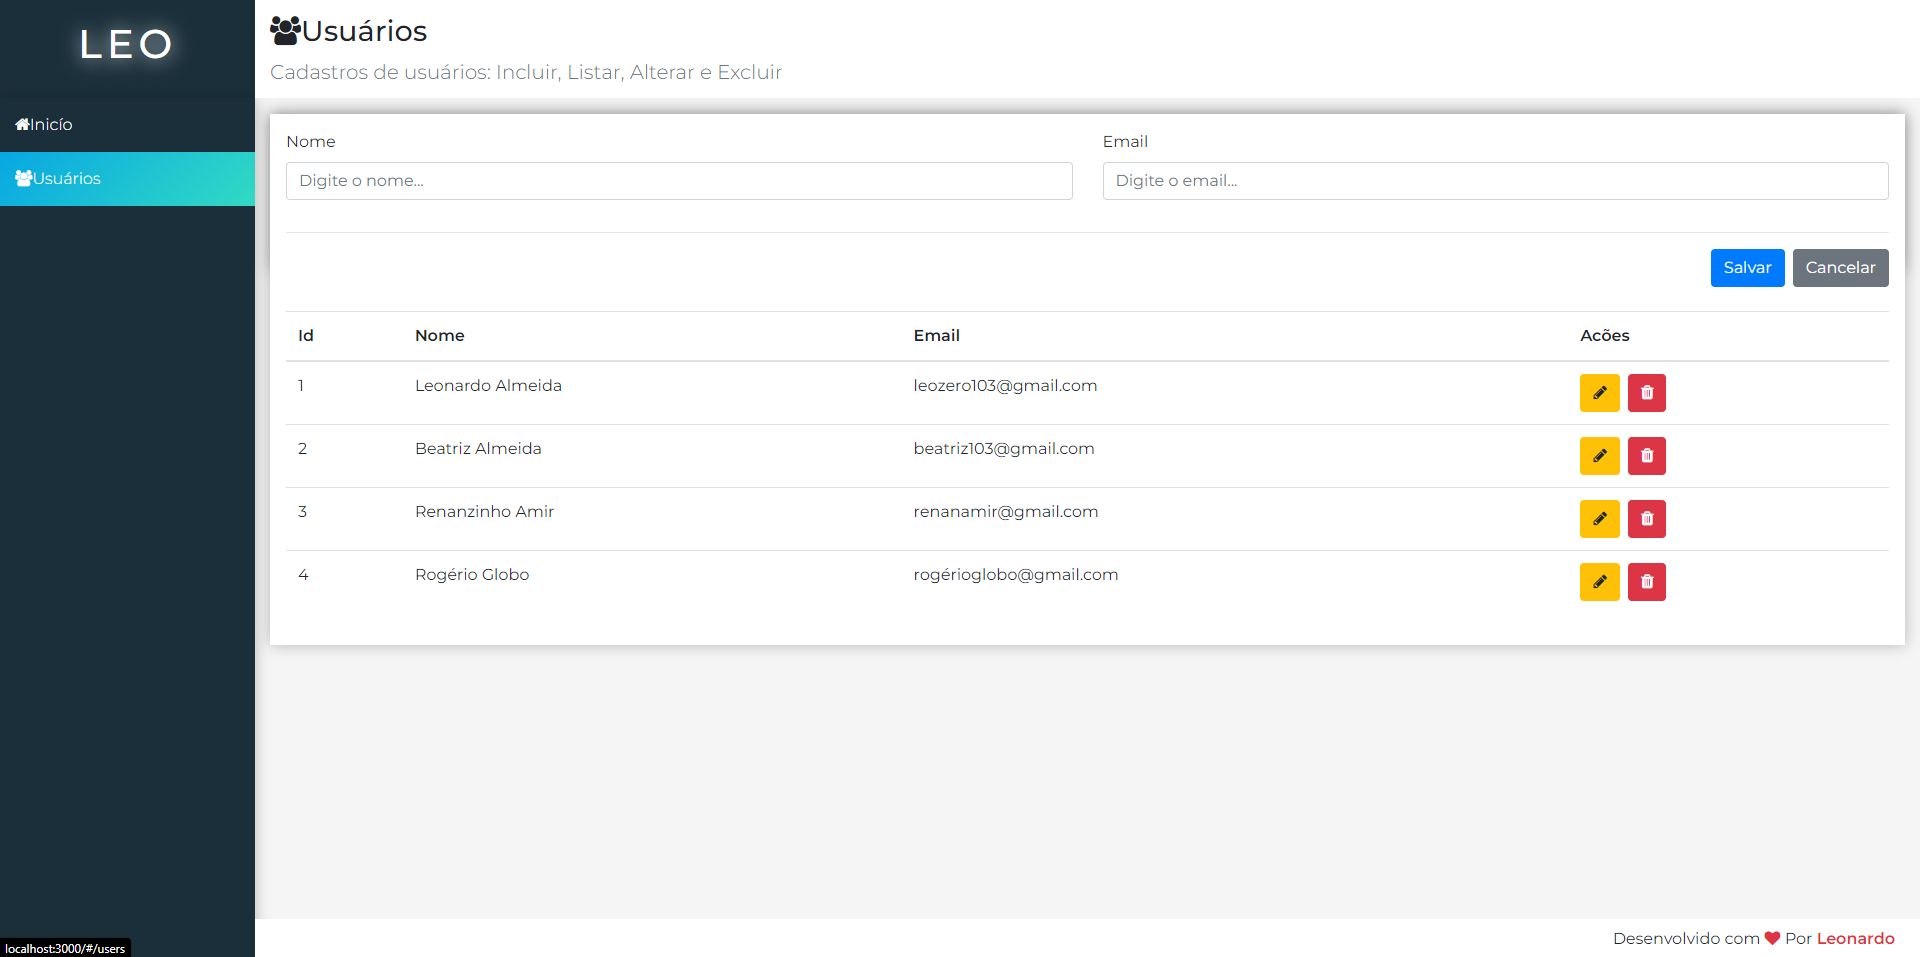 LEO
Inicío
Usuários
Usuários
Cadastros de usuários: Incluir, Listar, Alterar e Excluir
Nome Email
Digite o nome... Digite o email...
Salvar Cancelar
Id Nome Email Acões
1 Leonardo Almeida leozero103@gmail.com
2 Beatriz Almeida beatriz103@gmail.com
3 Renanzinho Amir renanamir@gmail.com
4 Rogério Globo rogérioglobo@gmail.com
Desenvolvido com Por Leonardo
localhost:3000/#/users